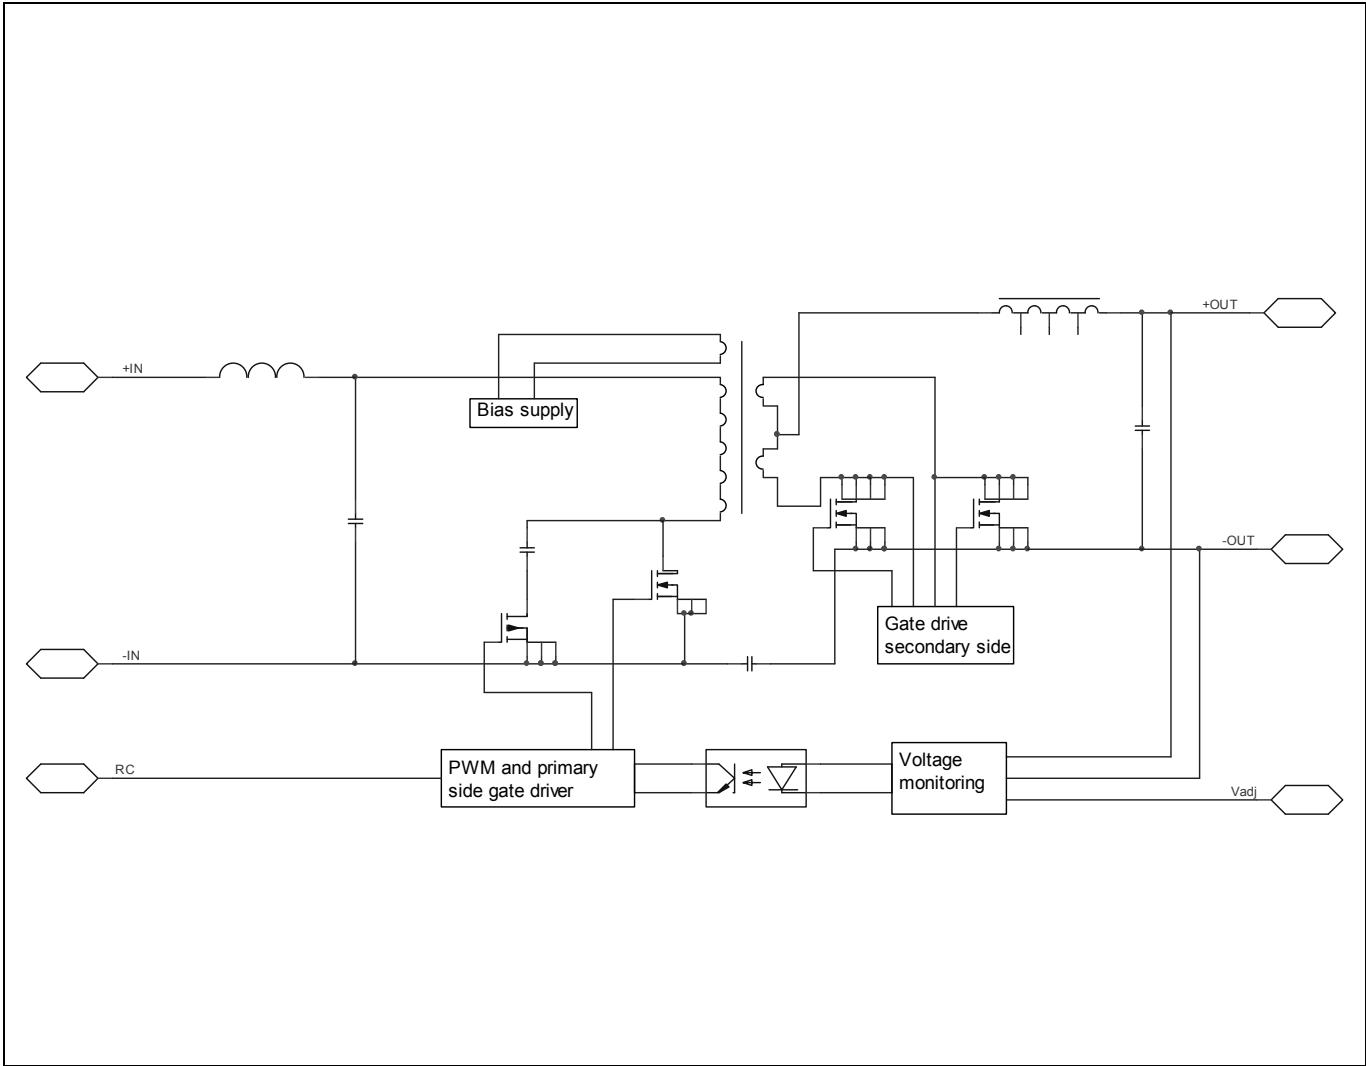 +OUT
+IN
Bias supply
-OUT
Gate drive
secondary side
-IN
RC
PWM and primary
side gate driver
Voltage
monitoring
Vadj